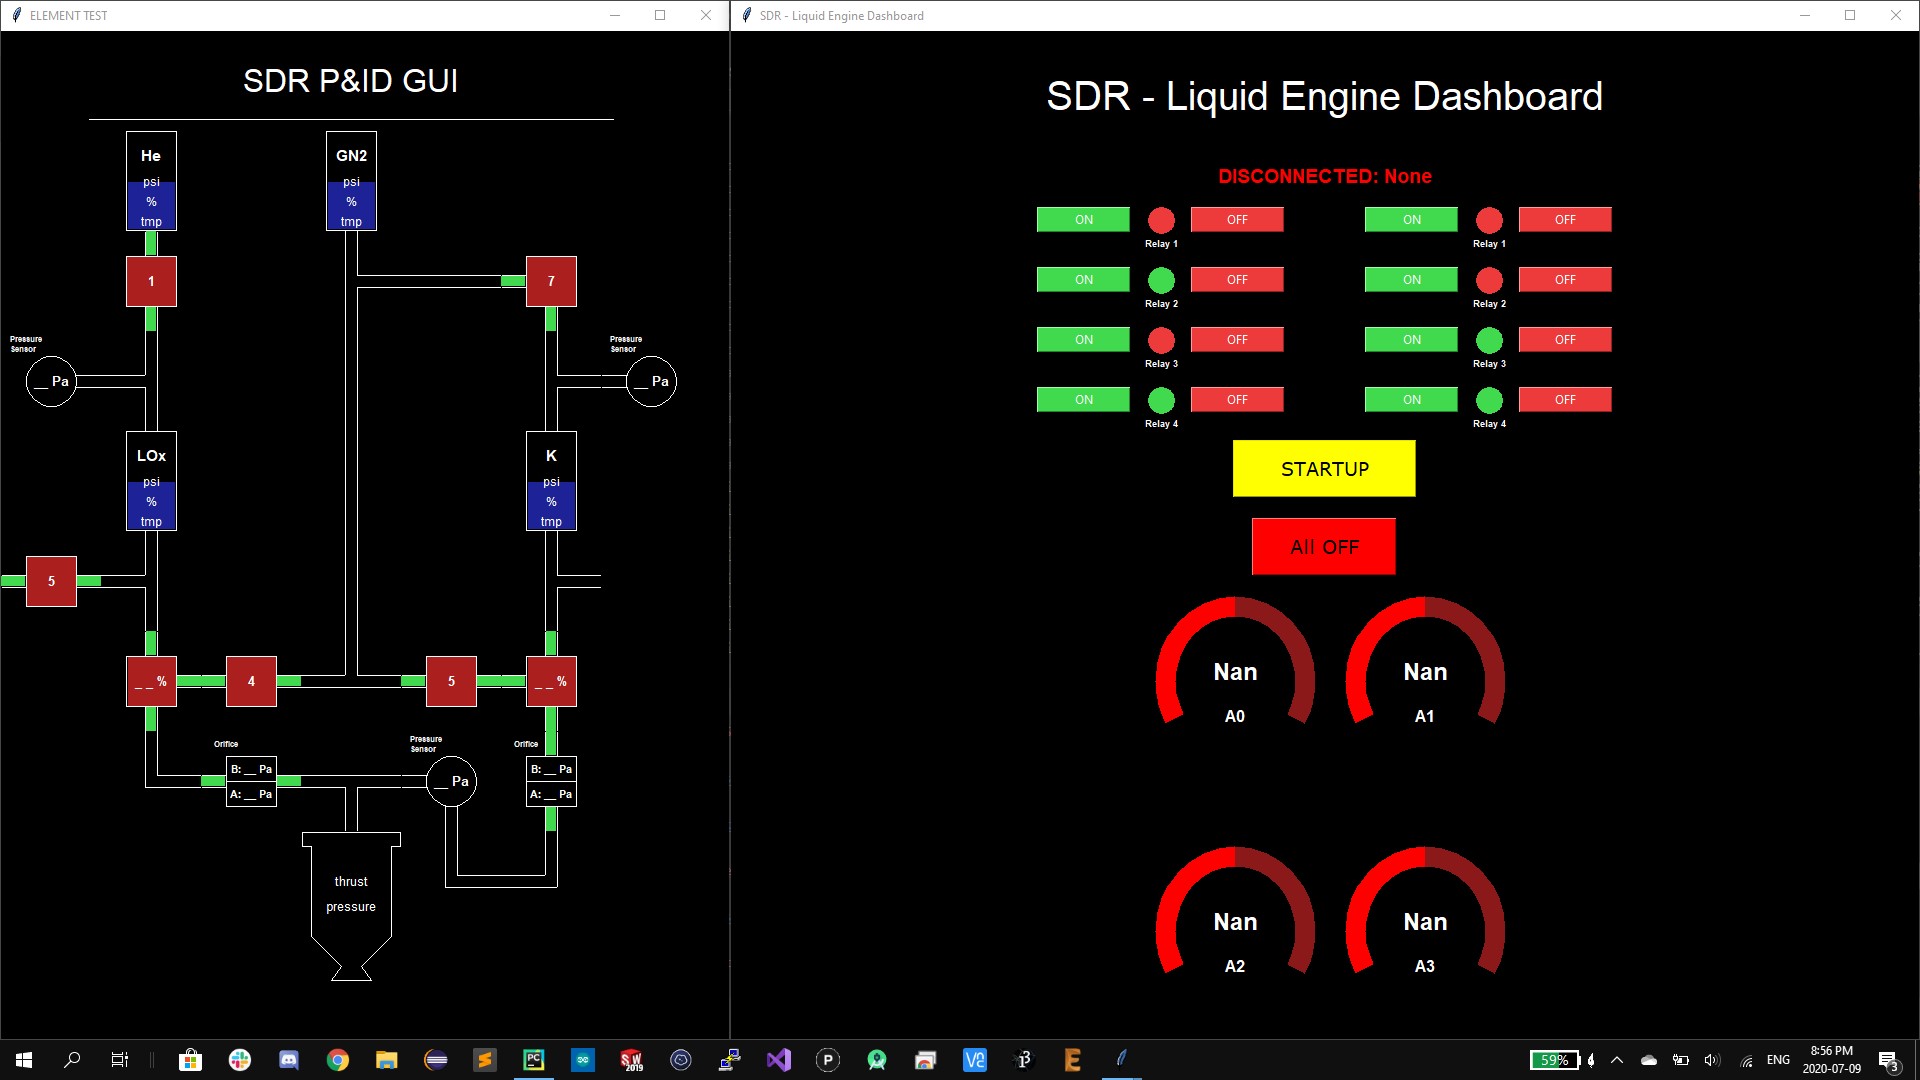 ELEMENT TEST
SDR P&ID GUI
He
psi
%
tmp
GN2
psi
%
tmp
1
7
Pressure
Sensor
__ Pa
Pressure
Sensor
__ Pa
LOx
psi
%
tmp
K
psi
%
tmp
5
_ _ %
4
5
_ _ %
Orifice
B: __ Pa
A: __ Pa
Pressure
Sensor
__ Pa
Orifice
B: __ Pa
A: __ Pa
thrust
pressure
SDR - Liquid Engine Dashboard
SDR - Liquid Engine Dashboard
DISCONNECTED: None
ON OFF ON OFF
Relay 1 Relay 1
ON OFF ON OFF
Relay 2 Relay 2
ON OFF ON OFF
Relay 3 Relay 3
ON OFF ON OFF
Relay 4 Relay 4
STARTUP
All OFF
Nan Nan
A0 A1
Nan Nan
A2 A3
PC
SW
2019
P
VE
E
59%
ENG
8:56 PM
2020-07-09
3